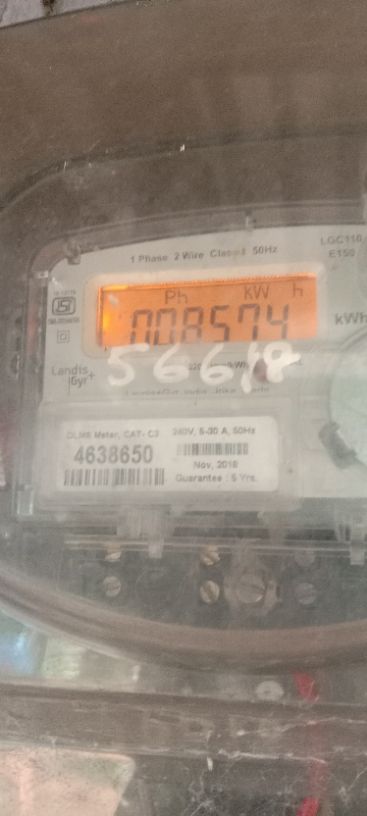 1 Phase 2 Wire Class 1 50Hz
LGC110
E150
ISI
Ph kW h
008574
kWh
56618
Landis
Gyr+
DLMS Meter, CAT- C3
240V, 5-30 A, 50Hz
4638650
Nov, 2018
Guarantee : 5 Yrs.